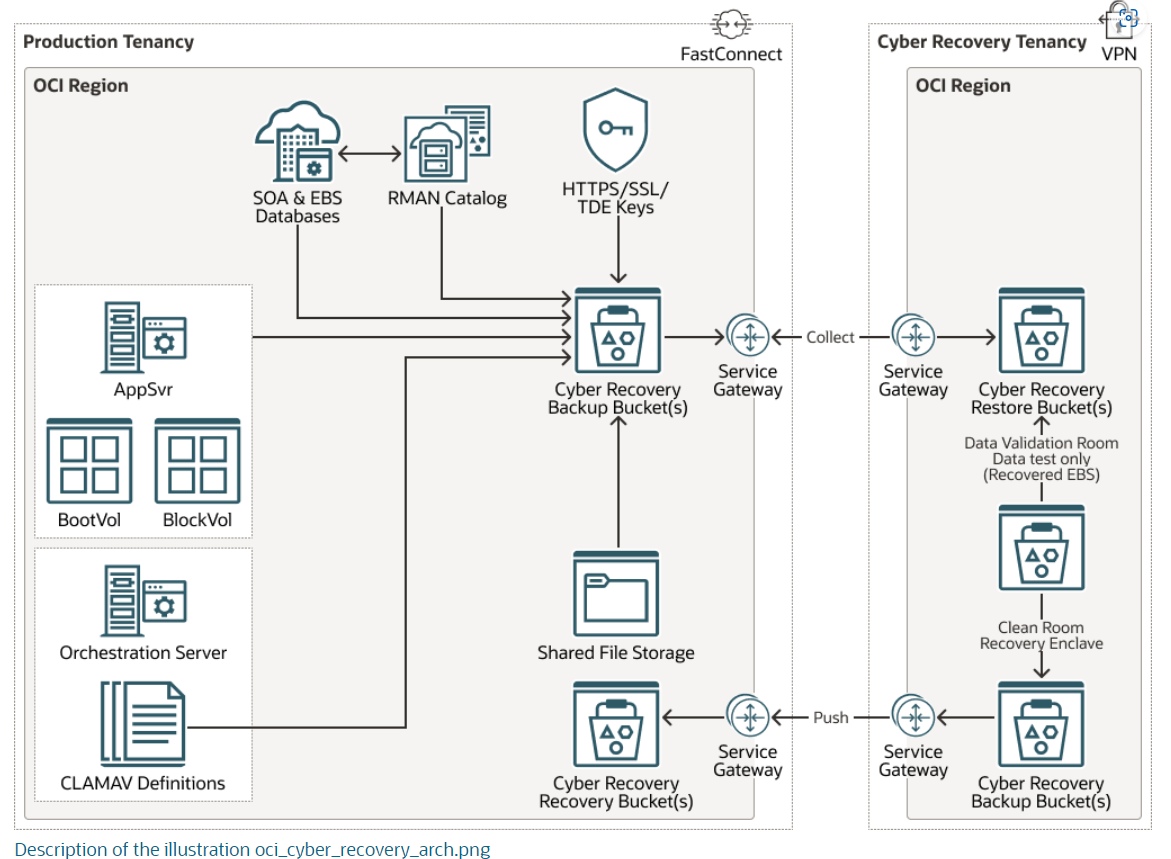 Production Tenancy
FastConnect
Cyber Recovery Tenancy
VPN
OCI Region
OCI Region
SOA & EBS
Databases
RMAN Catalog
HTTPS/SSL/
TDE Keys
AppSvr
Cyber Recovery
Backup Bucket(s)
Service
Gateway
Collect
Service
Gateway
Cyber Recovery
Restore Bucket(s)
Data Validation Room
Data test only
(Recovered EBS)
BootVol
BlockVol
Orchestration Server
Shared File Storage
Clean Room
Recovery Enclave
CLAMAV Definitions
Cyber Recovery
Recovery Bucket(s)
Service
Gateway
Push
Service
Gateway
Cyber Recovery
Backup Bucket(s)
Description of the illustration oci_cyber_recovery_arch.png